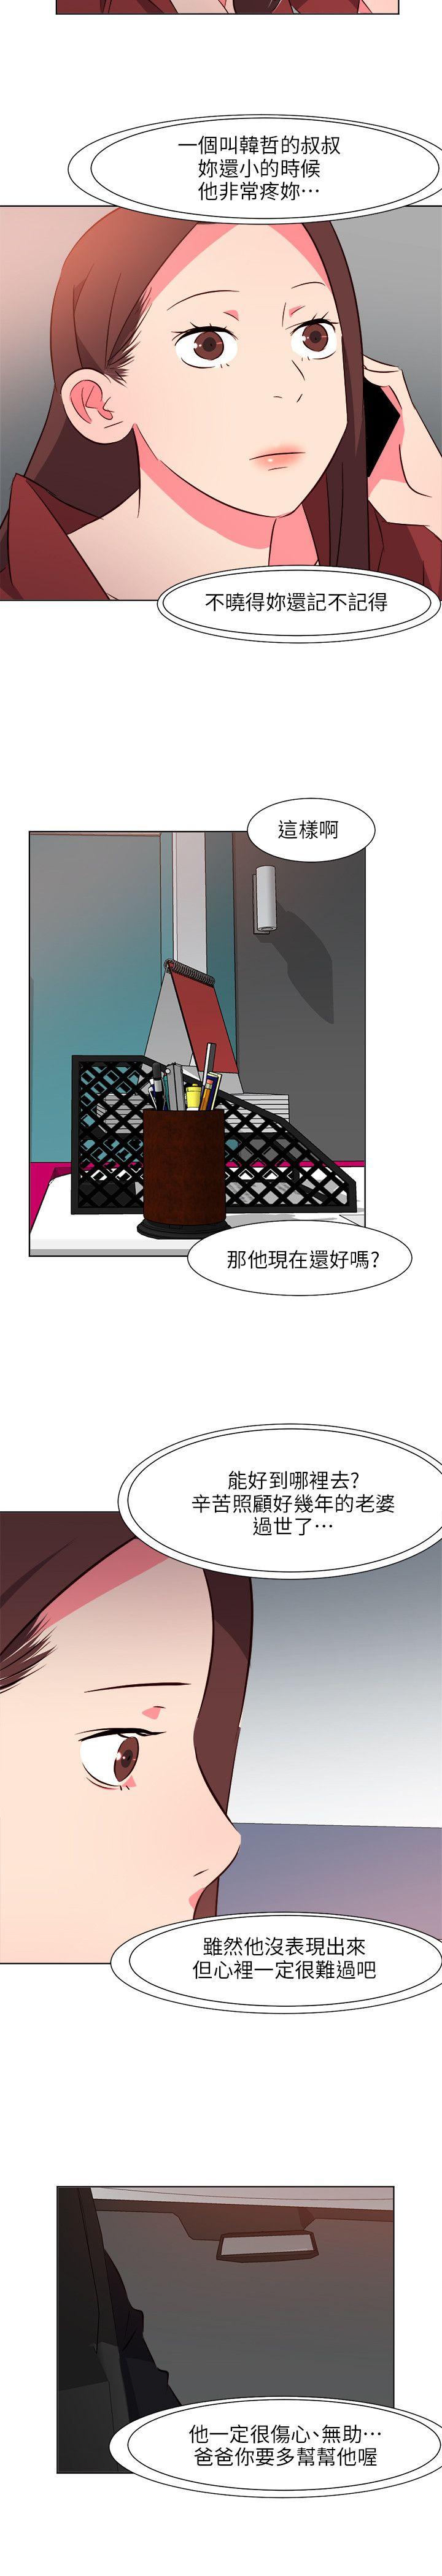 一個叫韓哲的叔叔
妳還小的時候
他非常疼妳…
不曉得妳還記不記得
這樣啊
那他現在還好嗎?
能好到哪裡去?
辛苦照顧好幾年的老婆
過世了…
雖然他沒表現出來
但心裡一定很難過吧
他一定很傷心、無助…
爸爸你要多幫幫他喔